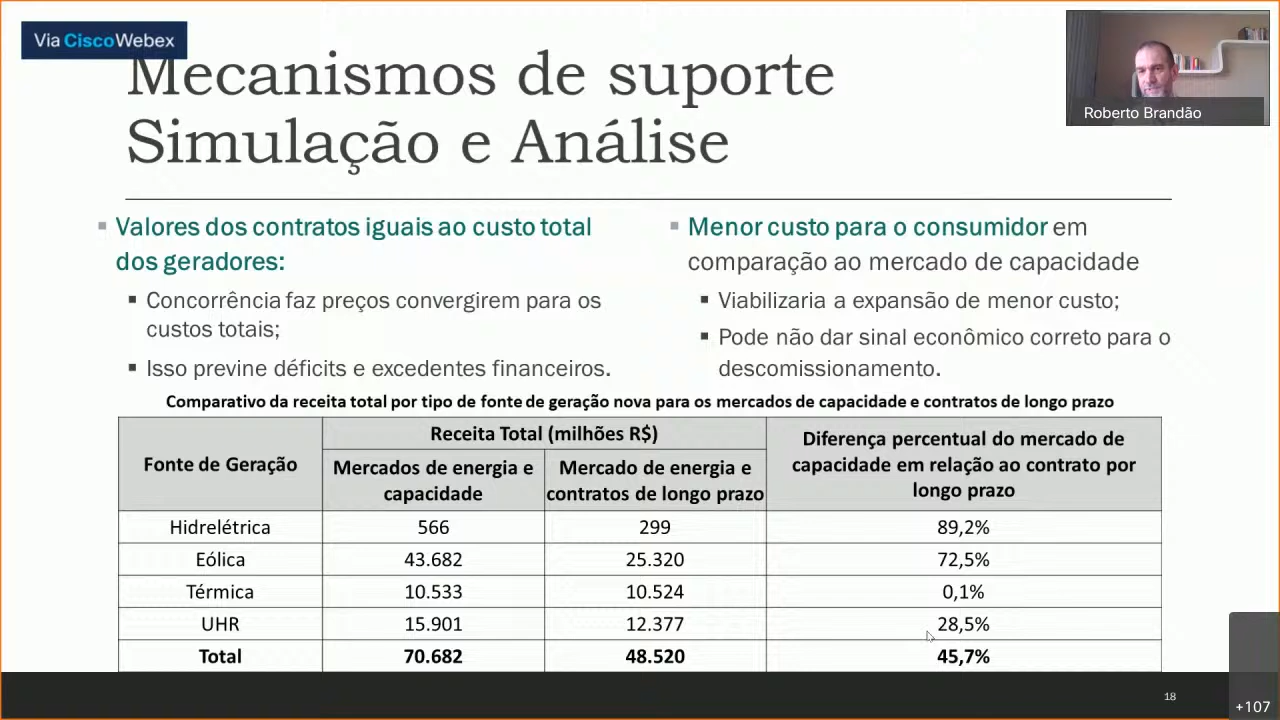 Via CiscoWebex
Mecanismos de suporte
Simulação e Análise
Roberto Brandão
▪ Valores dos contratos iguais ao custo total
dos geradores:
▪ Concorrência faz preços convergirem para os
custos totais;
▪ Isso previne déficits e excedentes financeiros.
▪ Menor custo para o consumidor em
comparação ao mercado de capacidade
▪ Viabilizaria a expansão de menor custo;
▪ Pode não dar sinal econômico correto para o
descomissionamento.
Comparativo da receita total por tipo de fonte de geração nova para os mercados de capacidade e contratos de longo prazo
Fonte de Geração
Receita Total (milhões R$)
Mercados de energia e
capacidade
Mercado de energia e
contratos de longo prazo
Diferença percentual do mercado de
capacidade em relação ao contrato por
longo prazo
Hidrelétrica 566 299 89,2%
Eólica 43.682 25.320 72,5%
Térmica 10.533 10.524 0,1%
UHR 15.901 12.377 28,5%
Total 70.682 48.520 45,7%
18
+107